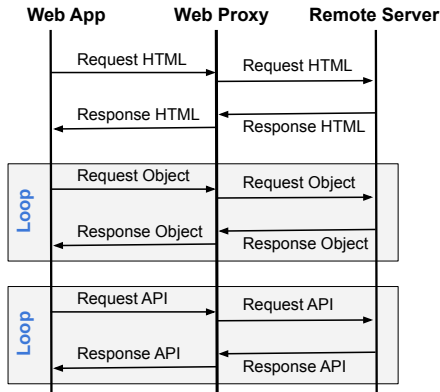 Web App Web Proxy Remote Server
Request HTML
Request HTML
Response HTML
Response HTML
Loop
Request Object
Request Object
Response Object
Response Object
Loop
Request API
Request API
Response API
Response API